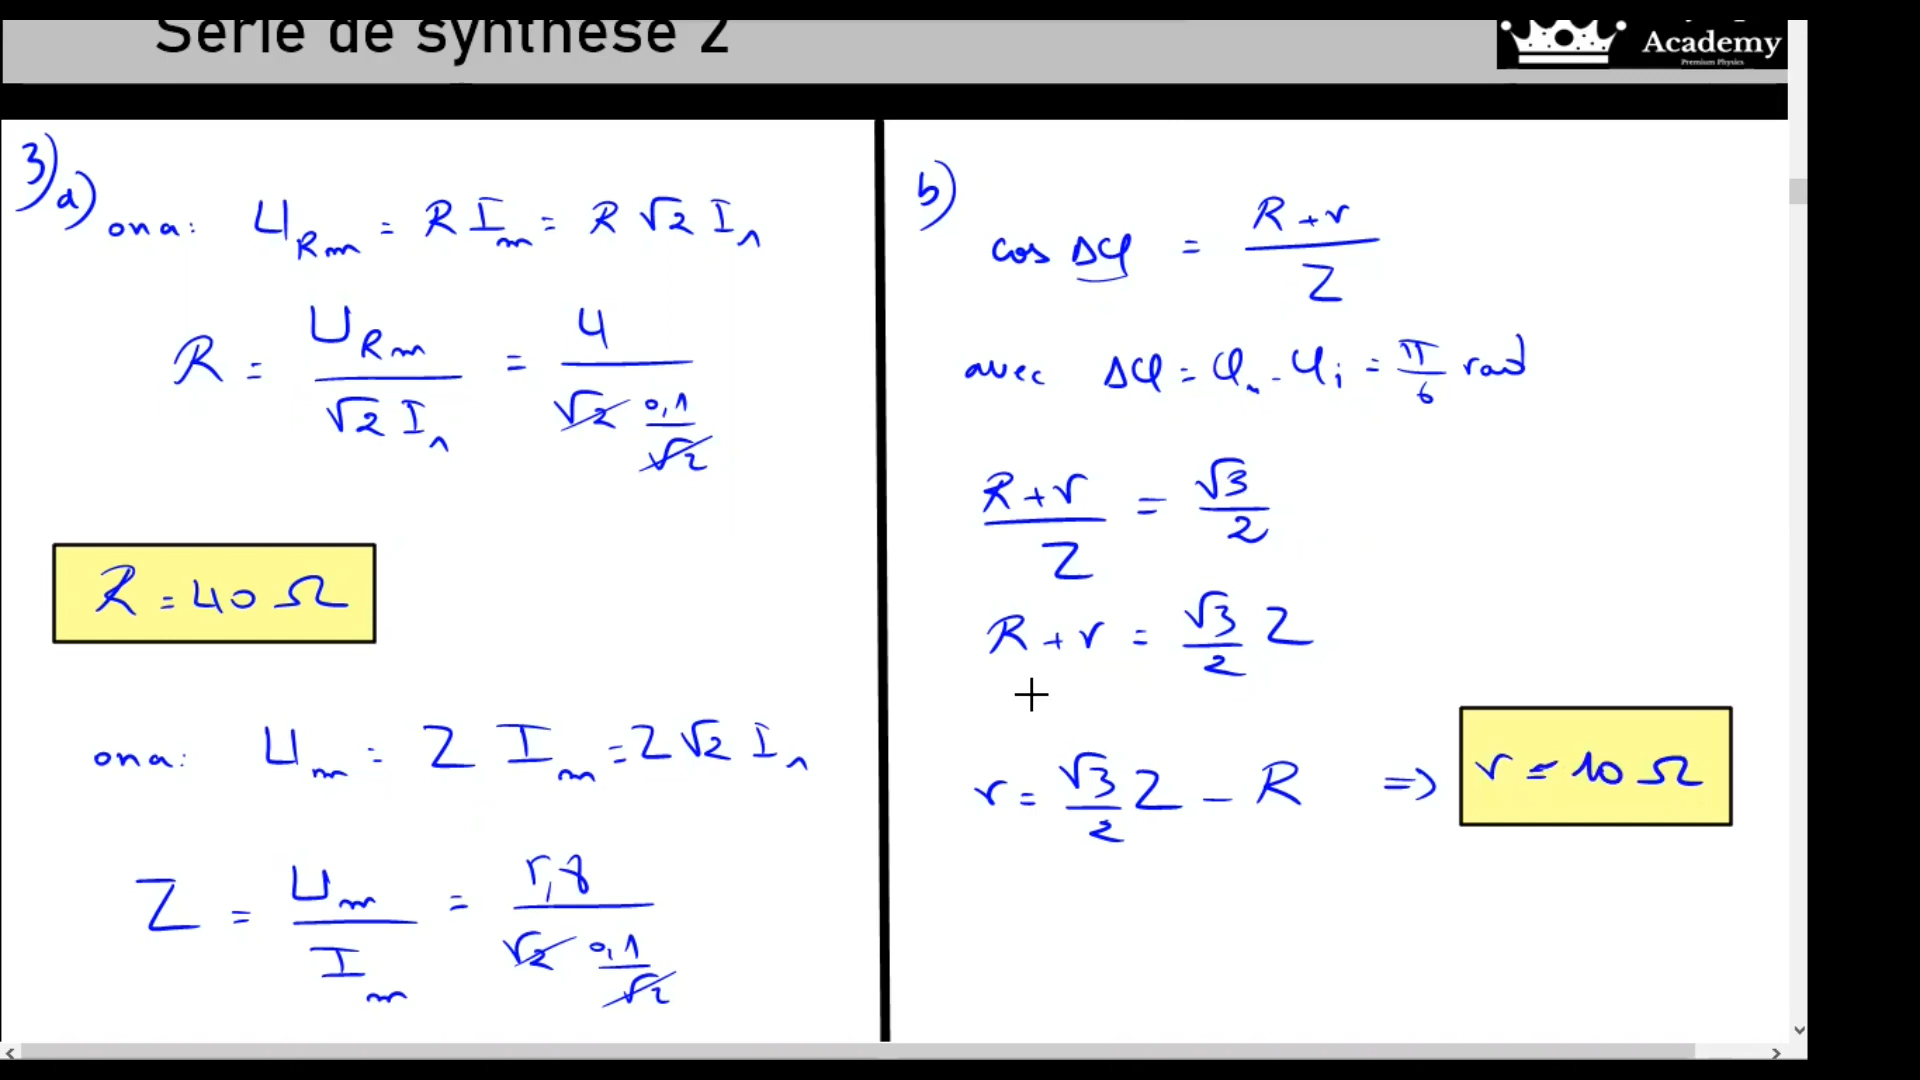 Série de synthèse 2
Academy
Premium Physics
3) a) on a : U_Rm = R I_m = R √2 I_1
R = U_Rm / (√2 I_1) = 4 / (√2 0,1/√2)
R = 40 Ω
on a : U_m = Z I_m = Z √2 I_1
Z = U_m / I_m = 5,8 / (√2 0,1/√2)
b) cos Δφ = (R + r) / Z
avec Δφ = φ_u - φ_i = π/6 rad
(R + r) / Z = √3/2
R + r = √3/2 Z
r = √3/2 Z - R => r = 10 Ω